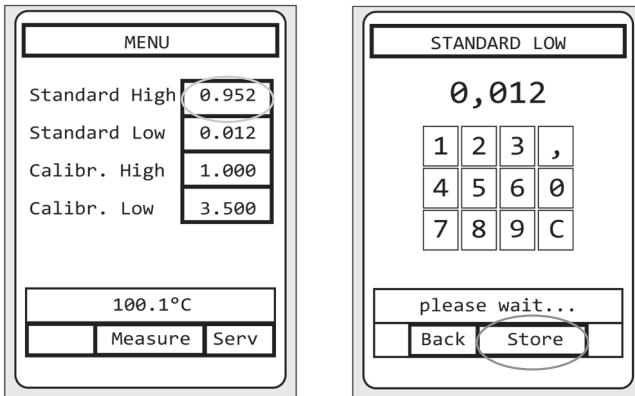 MENU
Standard High 0.952
Standard Low 0.012
Calibr. High 1.000
Calibr. Low 3.500
100.1°C
Measure Serv
STANDARD LOW
0,012
1 2 3 ,
4 5 6 0
7 8 9 C
please wait...
Back Store